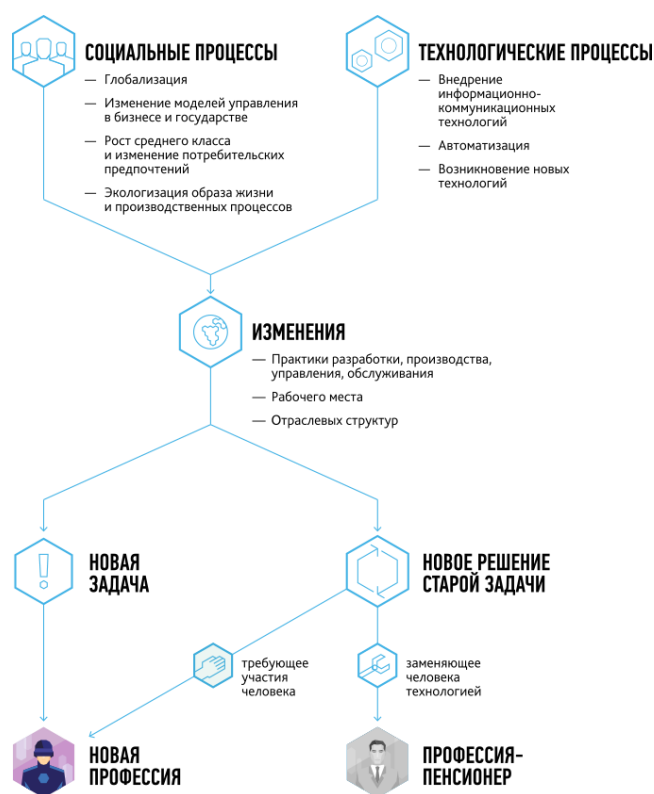 СОЦИАЛЬНЫЕ ПРОЦЕССЫ
— Глобализация
— Изменение моделей управления
в бизнесе и государстве
— Рост среднего класса
и изменение потребительских
предпочтений
— Экологизация образа жизни
и производственных процессов
ТЕХНОЛОГИЧЕСКИЕ ПРОЦЕССЫ
— Внедрение
информационно-
коммуникационных
технологий
— Автоматизация
— Возникновение новых
технологий
ИЗМЕНЕНИЯ
— Практики разработки, производства,
управления, обслуживания
— Рабочего места
— Отраслевых структур
НОВАЯ
ЗАДАЧА
НОВОЕ РЕШЕНИЕ
СТАРОЙ ЗАДАЧИ
требующее
участия
человека
заменяющее
человека
технологией
НОВАЯ
ПРОФЕССИЯ
ПРОФЕССИЯ-
ПЕНСИОНЕР